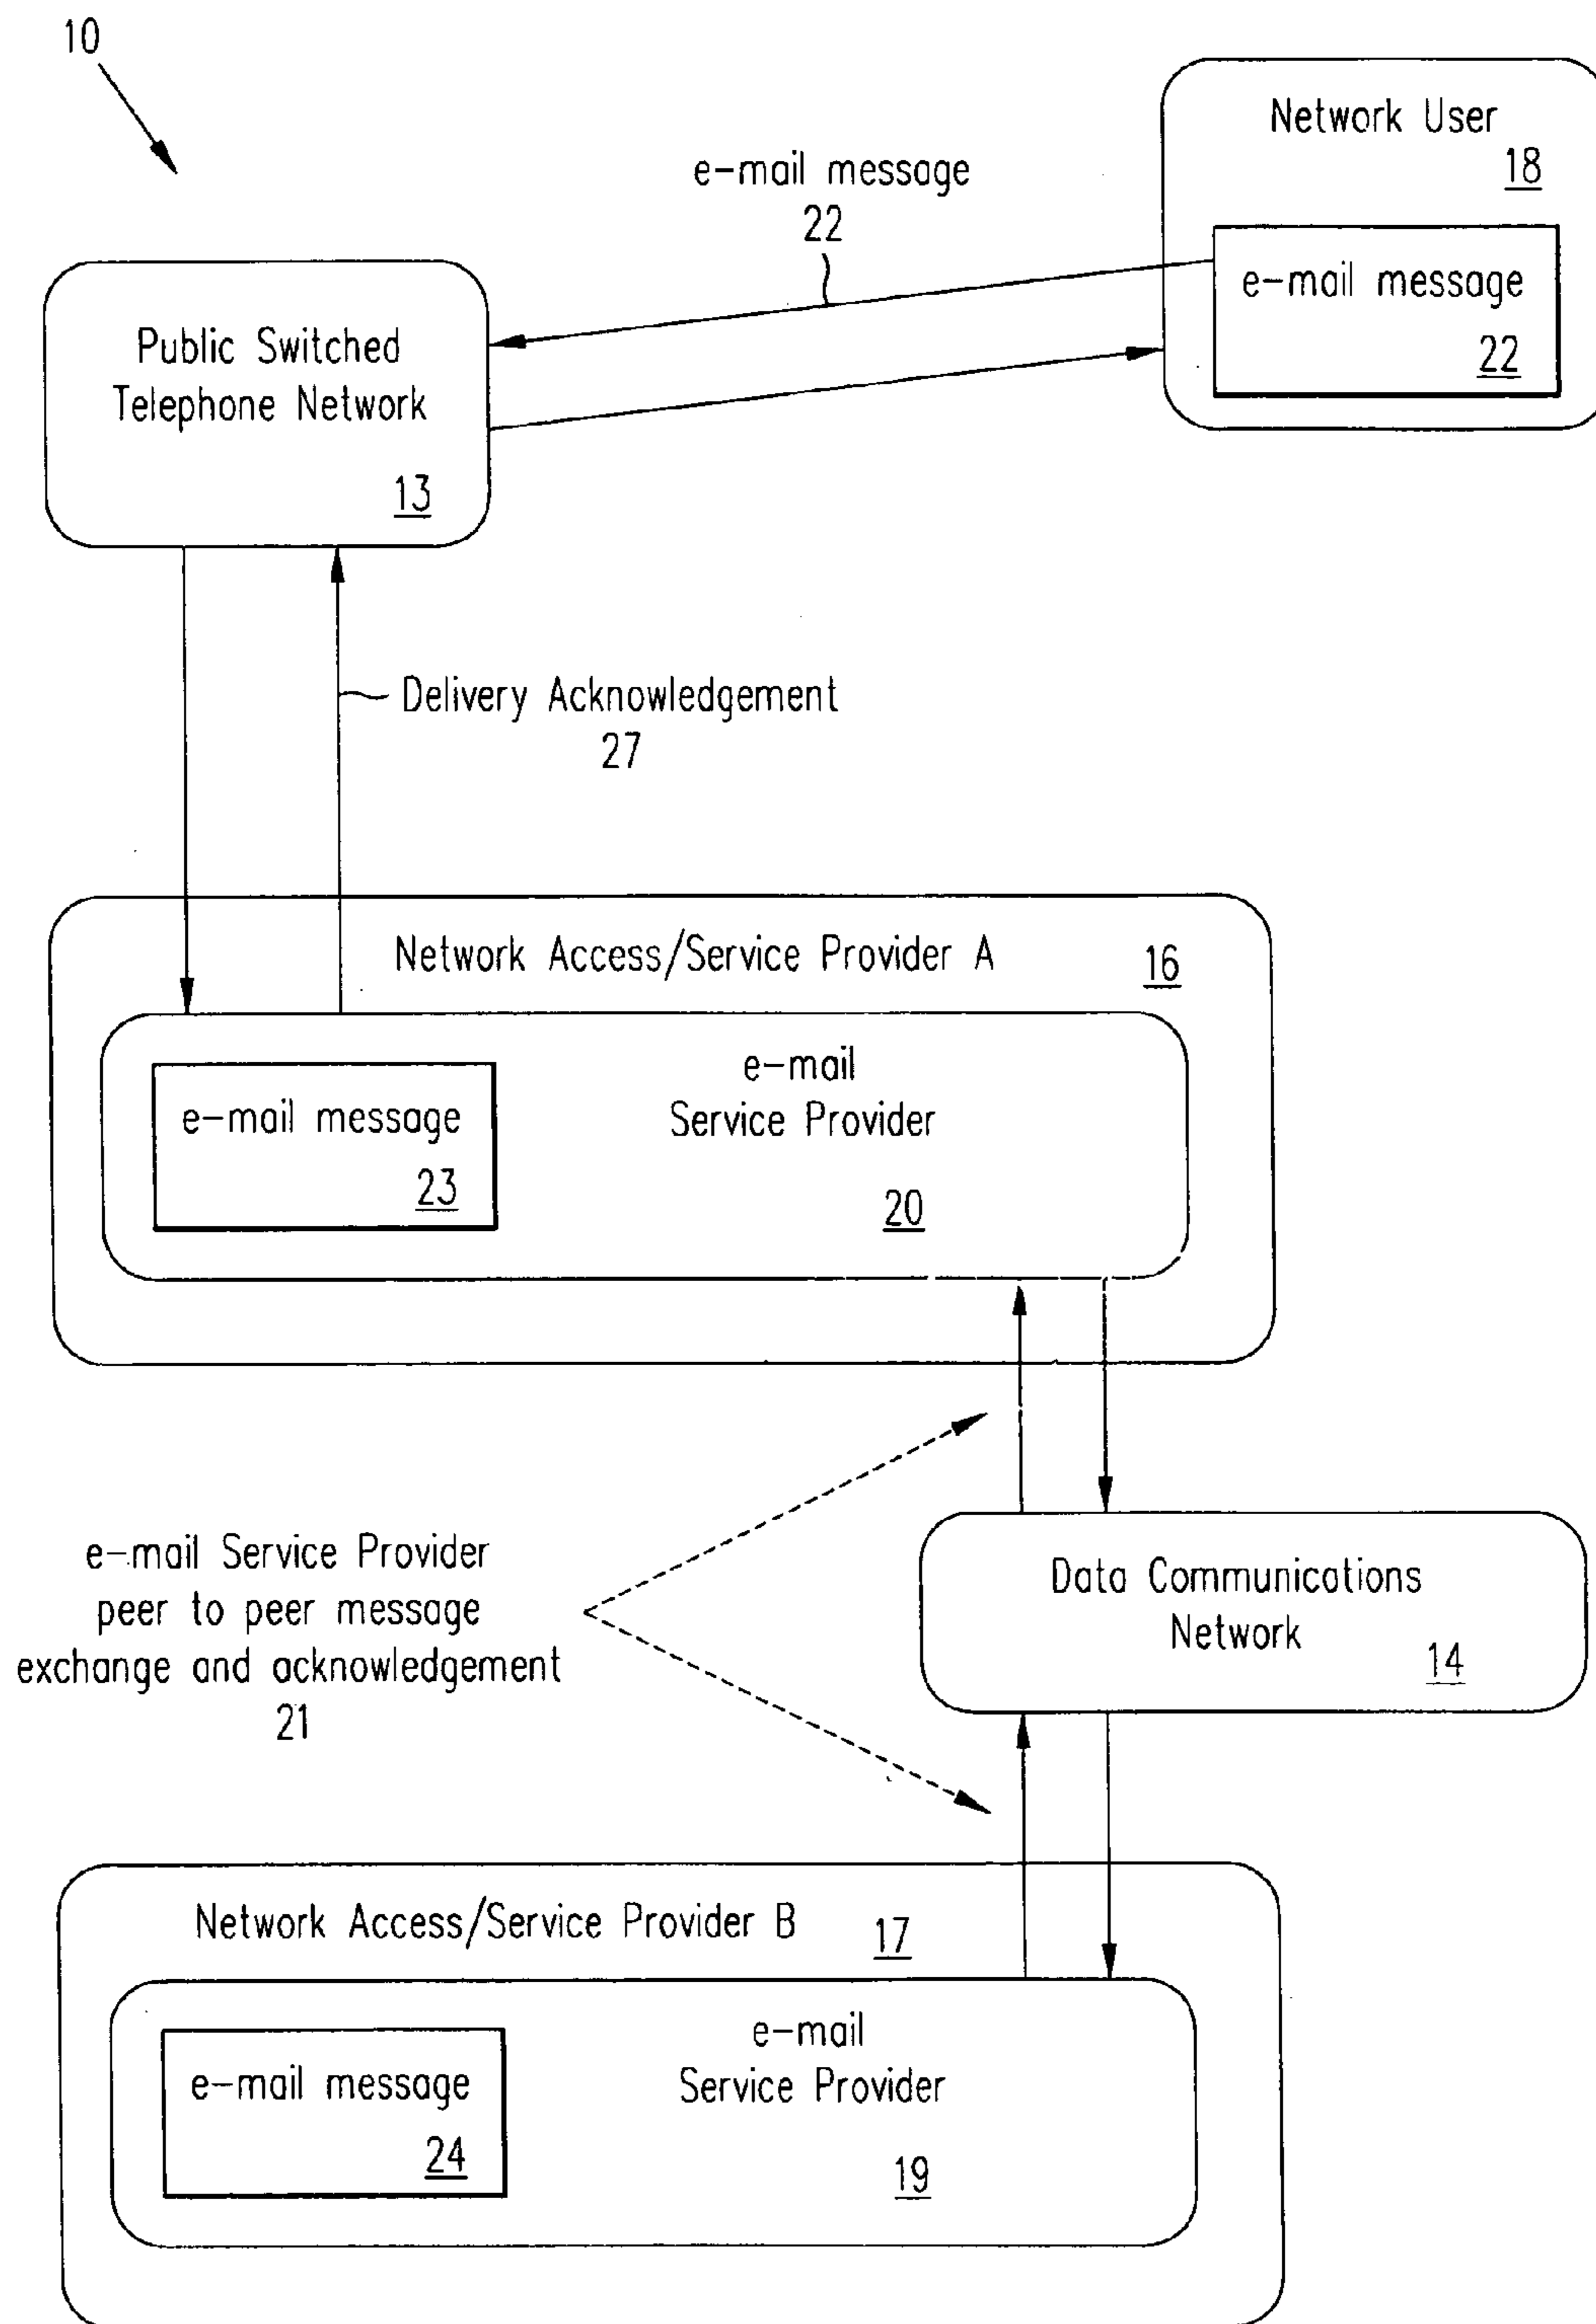 10
Network User
18
e-mail message
22
e-mail message
22
Public Switched
Telephone Network
13
Delivery Acknowledgement
27
Network Access/Service Provider A
16
e-mail
Service Provider
20
e-mail message
23
e-mail Service Provider
peer to peer message
exchange and acknowledgement
21
Data Communications
Network
14
Network Access/Service Provider B
17
e-mail
Service Provider
19
e-mail message
24